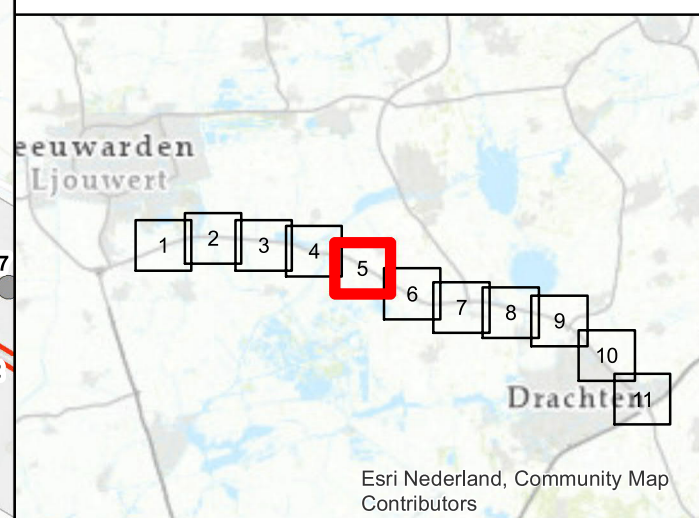 eeuwarden
Ljouwert
1 2 3 4 5 6 7 8 9 10 11
7
Drachten
Esri Nederland, Community Map
Contributors